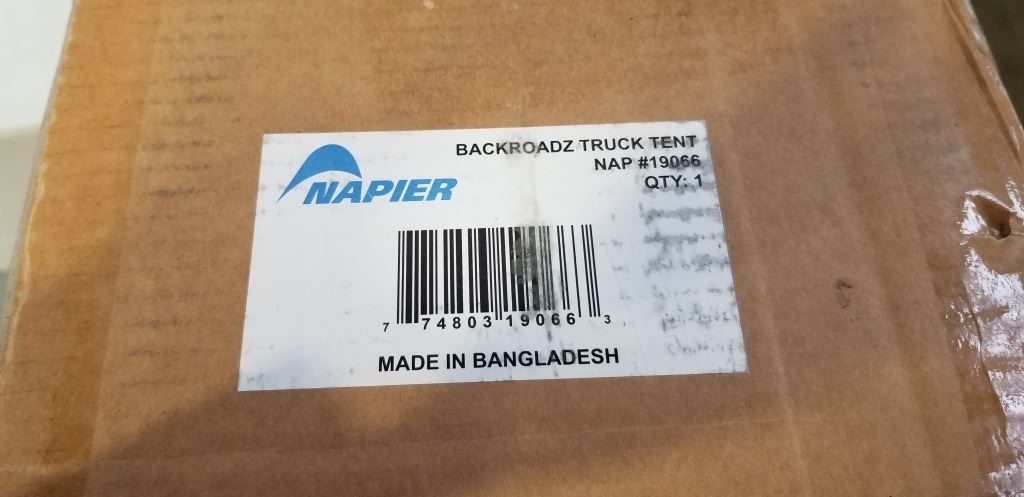 NAPIER
BACKROADZ TRUCK TENT
NAP #19066
QTY: 1
7 74803 19066 3
MADE IN BANGLADESH